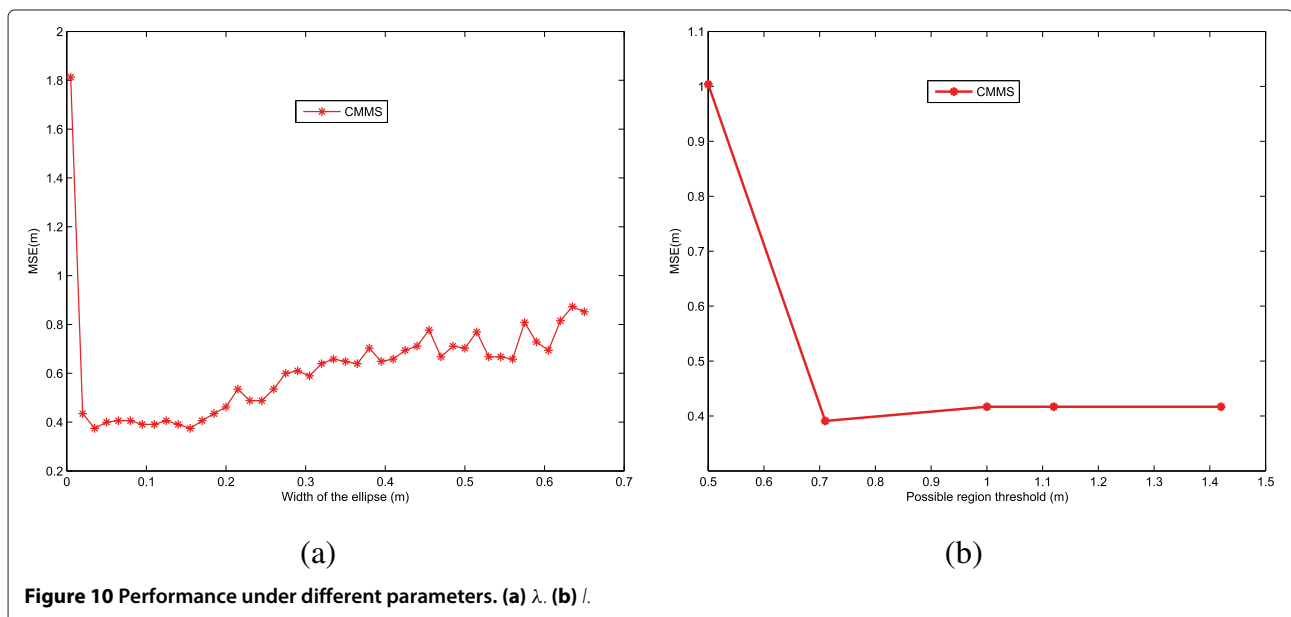 2
1.8
1.6
1.4
1.2
1
0.8
0.6
0.4
0.2
MSE(m)
CMMS
0 0.1 0.2 0.3 0.4 0.5 0.6 0.7
Width of the ellipse (m)
(a)
1.1
1
0.9
0.8
0.7
0.6
0.5
0.4
MSE(m)
CMMS
0.5 0.6 0.7 0.8 0.9 1 1.1 1.2 1.3 1.4 1.5
Possible region threshold (m)
(b)
Figure 10 Performance under different parameters. (a) λ. (b) l.